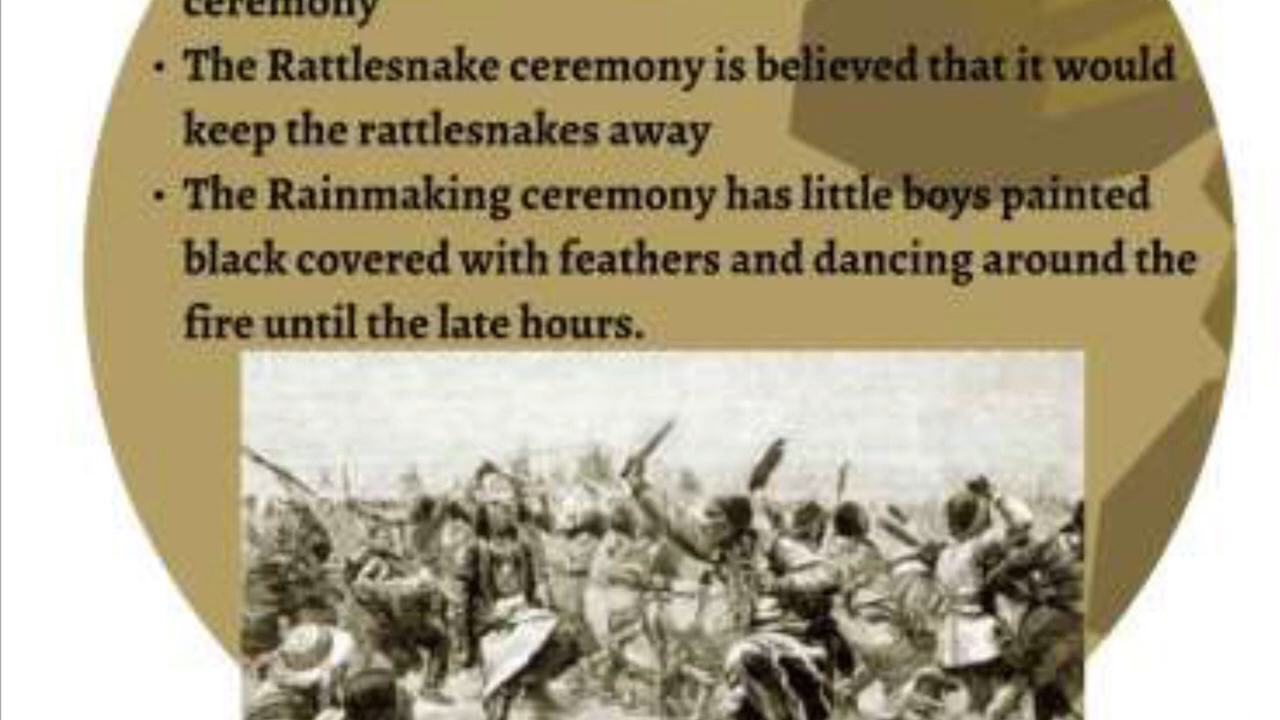 ceremony
• The Rattlesnake ceremony is believed that it would
keep the rattlesnakes away
• The Rainmaking ceremony has little boys painted
black covered with feathers and dancing around the
fire until the late hours.